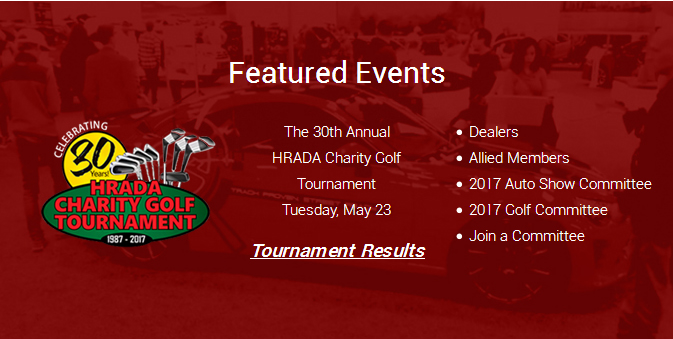 Featured Events
CELEBRATING
30
Years!
HRADA
CHARITY GOLF
TOURNAMENT
1987 - 2017
The 30th Annual
HRADA Charity Golf
Tournament
Tuesday, May 23
Tournament Results
Dealers
Allied Members
2017 Auto Show Committee
2017 Golf Committee
Join a Committee